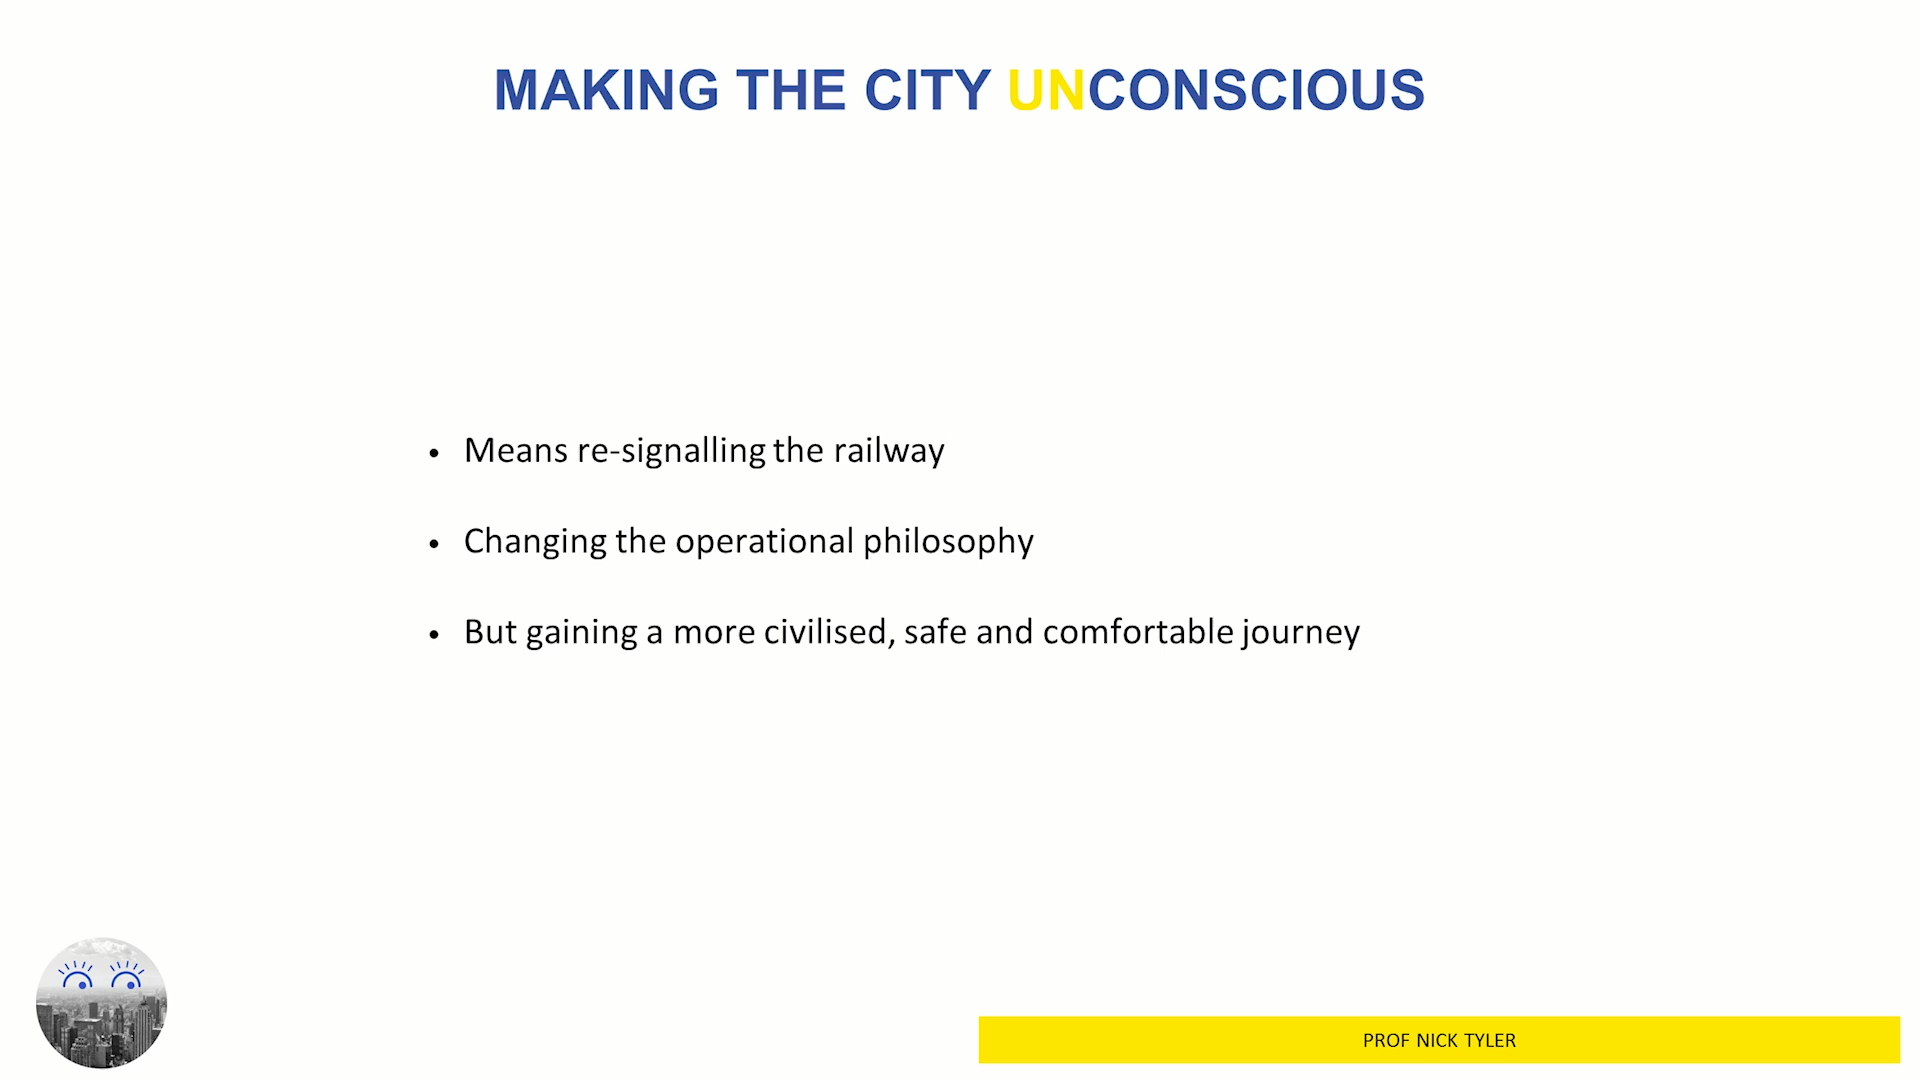 MAKING THE CITY UNCONSCIOUS
• Means re-signalling the railway
• Changing the operational philosophy
• But gaining a more civilised, safe and comfortable journey
PROF NICK TYLER